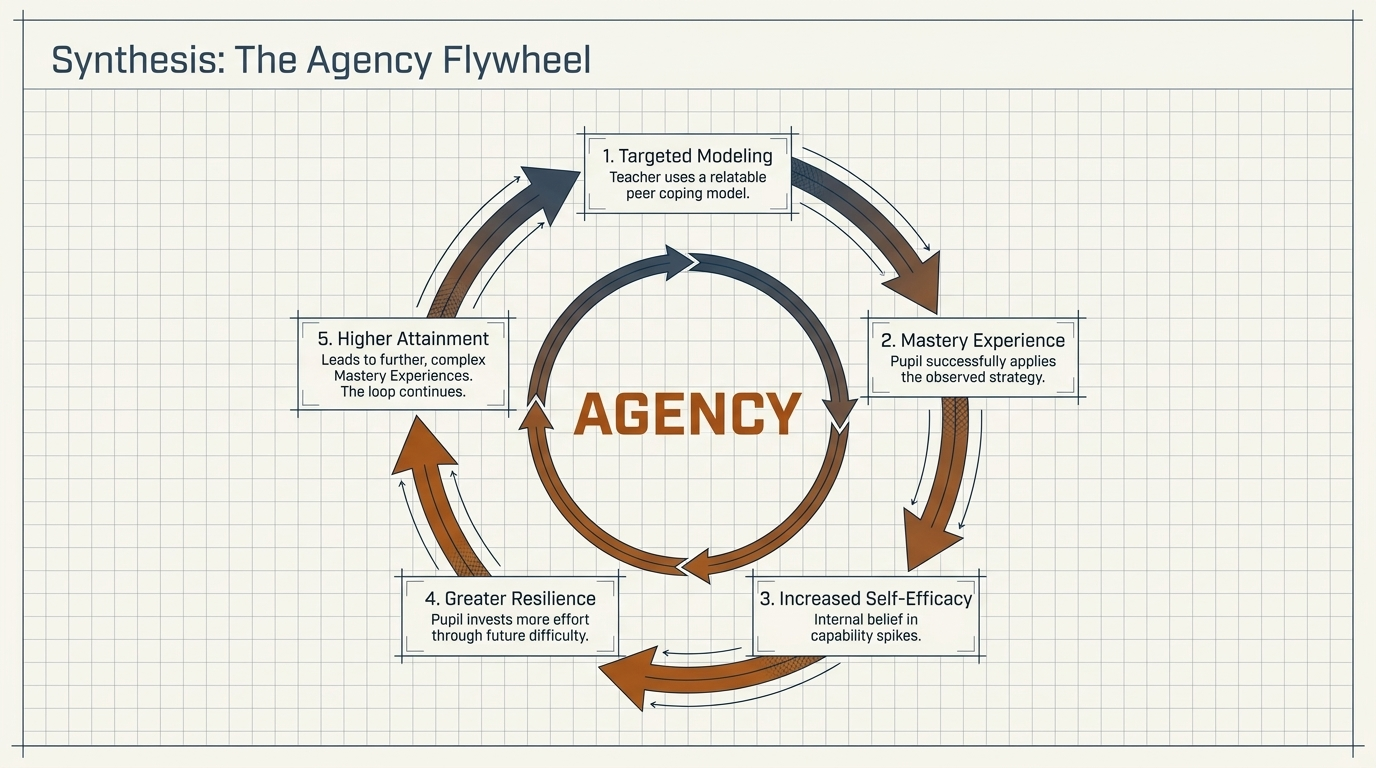 Synthesis: The Agency Flywheel
1. Targeted Modeling
Teacher uses a relatable
peer coping model.
2. Mastery Experience
Pupil successfully applies
the observed strategy.
3. Increased Self-Efficacy
Internal belief in
capability spikes.
4. Greater Resilience
Pupil invests more effort
through future difficulty.
5. Higher Attainment
Leads to further, complex
Mastery Experiences.
The loop continues.
AGENCY